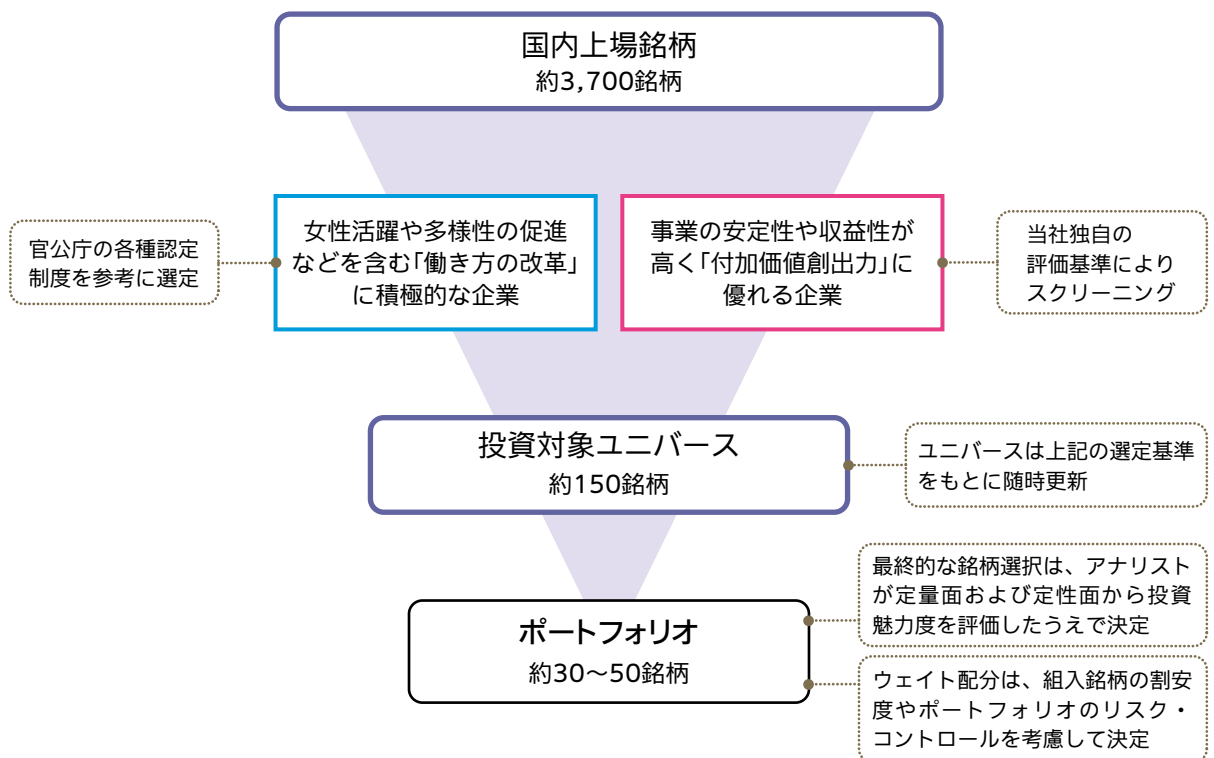 国内上場銘柄
約3,700銘柄
官公庁の各種認定
制度を参考に選定
女性活躍や多様性の促進
などを含む「働き方の改革」
に積極的な企業
事業の安定性や収益性が
高く「付加価値創出力」に
優れる企業
当社独自の
評価基準により
スクリーニング
投資対象ユニバース
約150銘柄
ユニバースは上記の選定基準
をもとに随時更新
ポートフォリオ
約30～50銘柄
最終的な銘柄選択は、アナリスト
が定量面および定性面から投資
魅力度を評価したうえで決定
ウェイト配分は、組入銘柄の割安
度やポートフォリオのリスク・
コントロールを考慮して決定